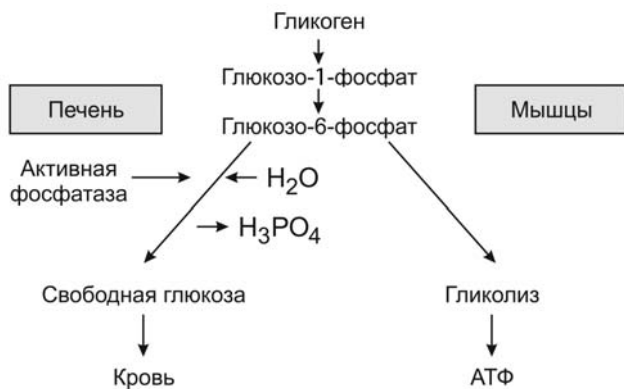 Гликоген
Глюкозо-1-фосфат
Печень
Мышцы
Глюкозо-6-фосфат
Активная
фосфатаза
H2O
H3PO4
Свободная глюкоза
Гликолиз
Кровь
АТФ